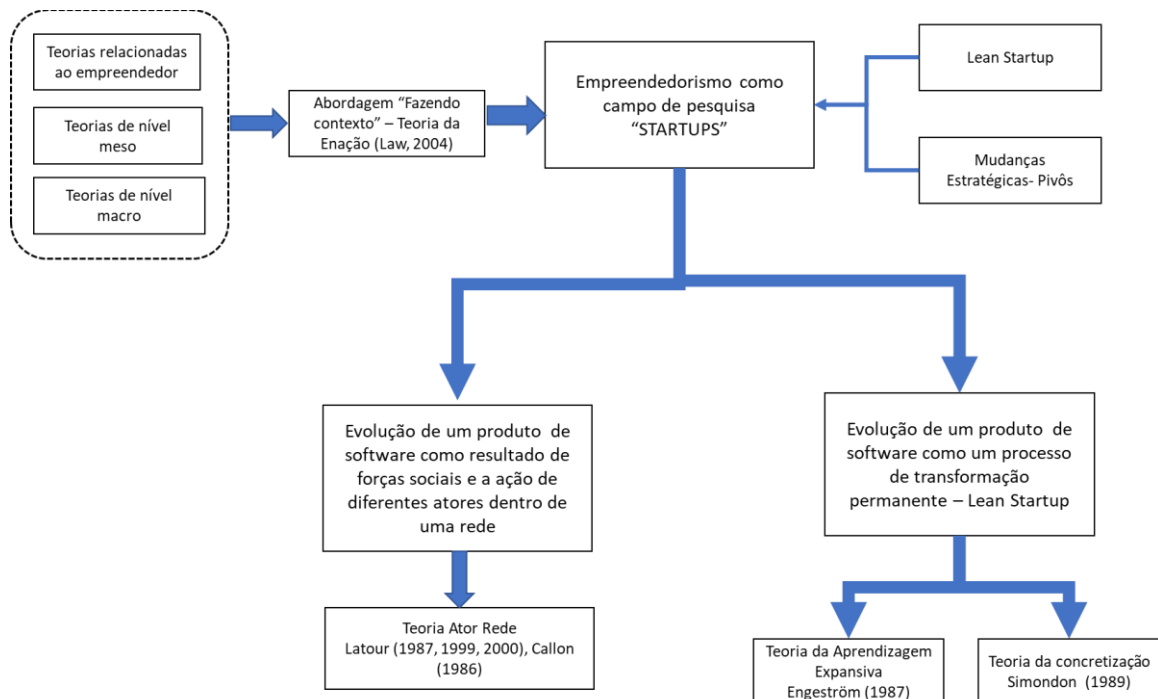 Teorias relacionadas
ao empreendedor
Teorias de nível
meso
Teorias de nível
macro
Abordagem “Fazendo
contexto” – Teoria da
Enação (Law, 2004)
Empreendedorismo como
campo de pesquisa
“STARTUPS”
Lean Startup
Mudanças
Estratégicas- Pivôs
Evolução de um produto de
software como resultado de
forças sociais e a ação de
diferentes atores dentro de
uma rede
Evolução de um produto de
software como um processo
de transformação
permanente – Lean Startup
Teoria Ator Rede
Latour (1987, 1999, 2000), Callon
(1986)
Teoria da Aprendizagem
Expansiva
Engeström (1987)
Teoria da concretização
Simondon (1989)